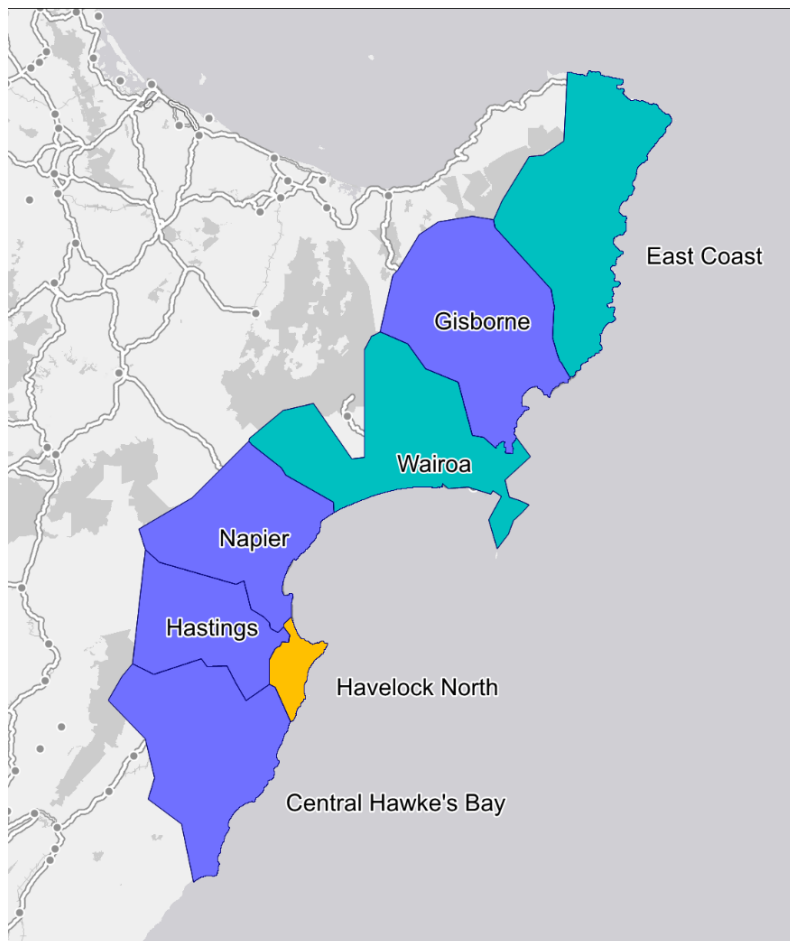 East Coast
Gisborne
Wairoa
Napier
Hastings
Havelock North
Central Hawke's Bay